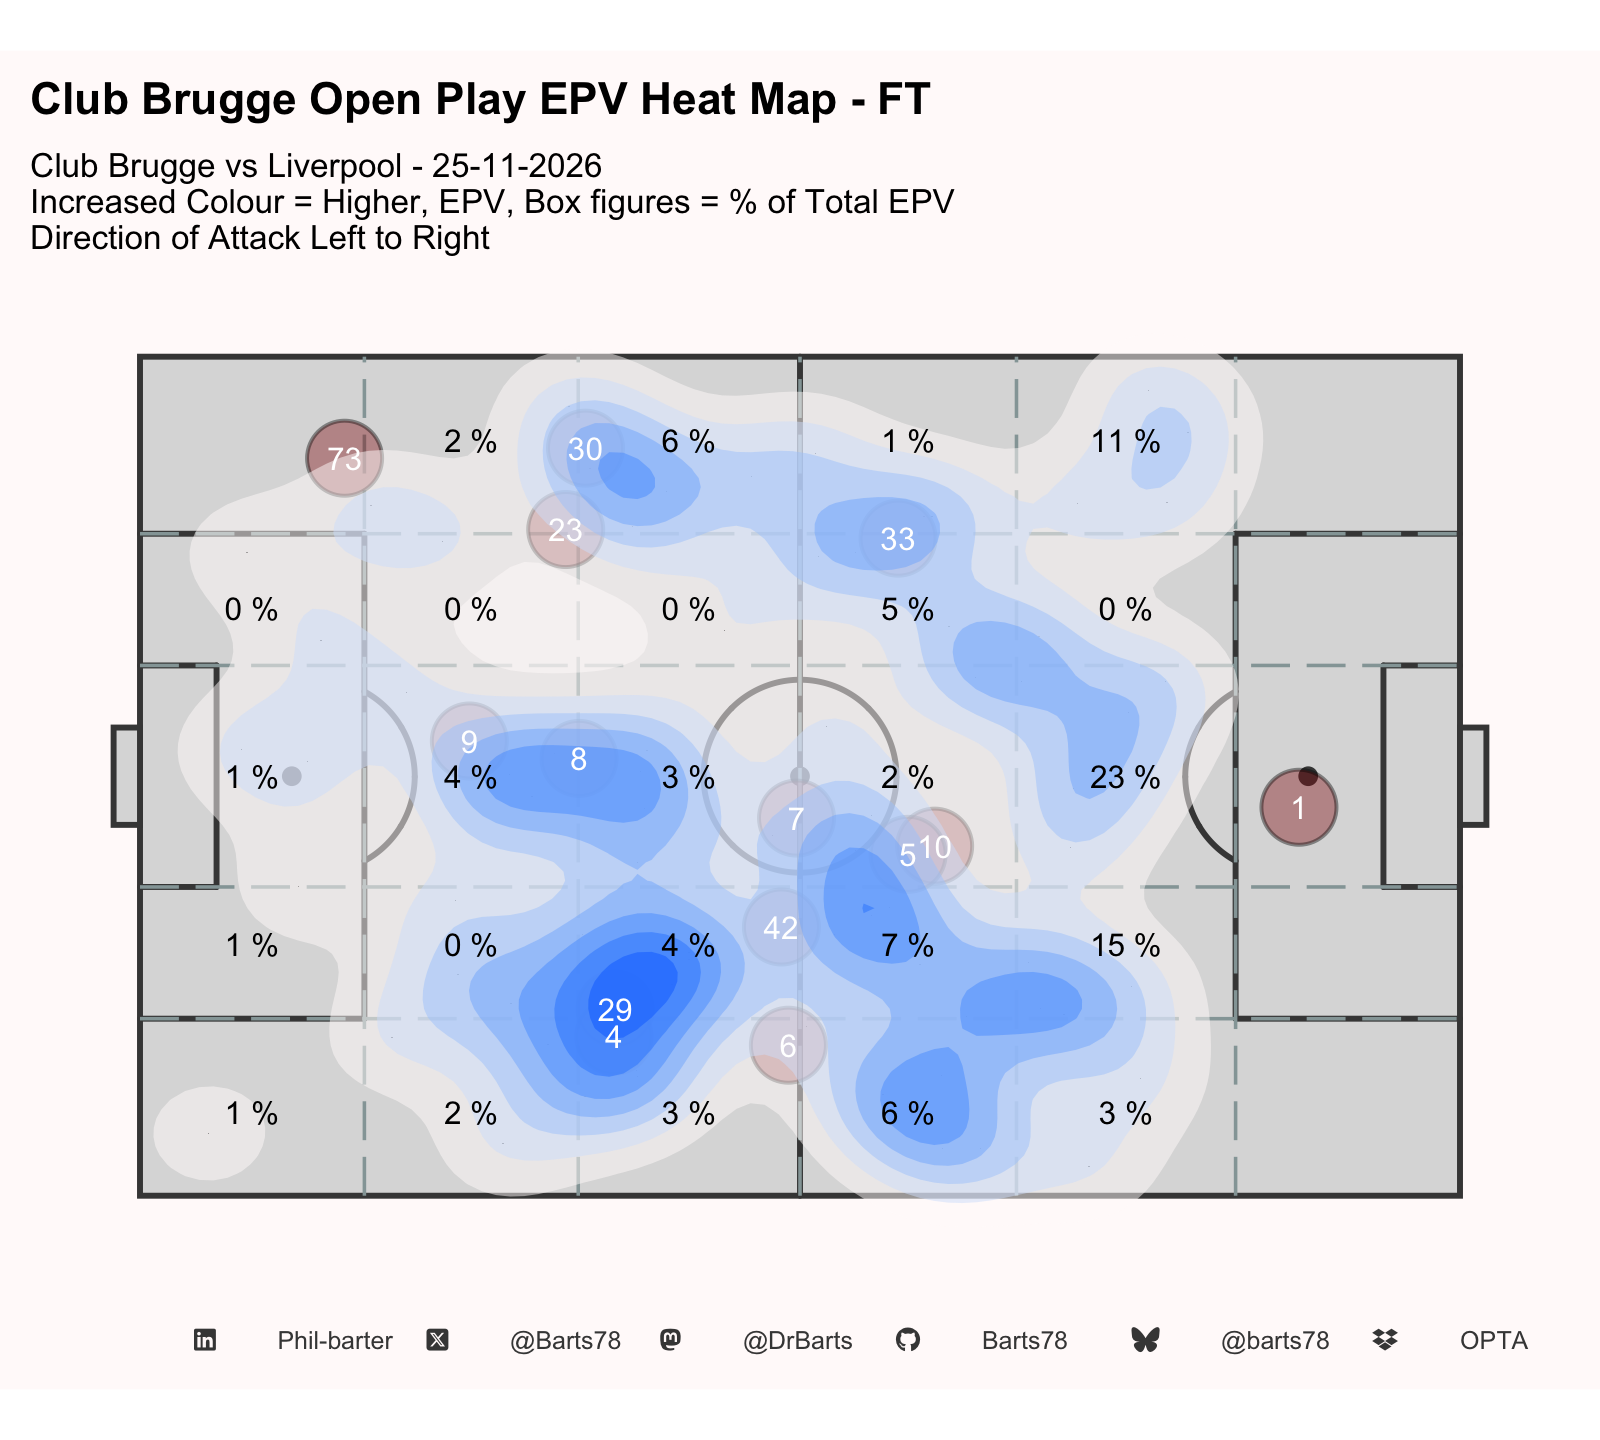 Club Brugge Open Play EPV Heat Map - FT
Club Brugge vs Liverpool - 25-11-2026
Increased Colour = Higher, EPV, Box figures = % of Total EPV
Direction of Attack Left to Right
2 % 6 % 1 % 11 %
30
73
23
33
0 % 0 % 0 % 5 % 0 %
9
8
1 % 4 % 3 % 2 % 23 %
7
1
5 10
42
1 % 0 % 4 % 7 % 15 %
29
4
6
1 % 2 % 3 % 6 % 3 %
Phil-barter @Barts78 @DrBarts Barts78 @barts78 OPTA